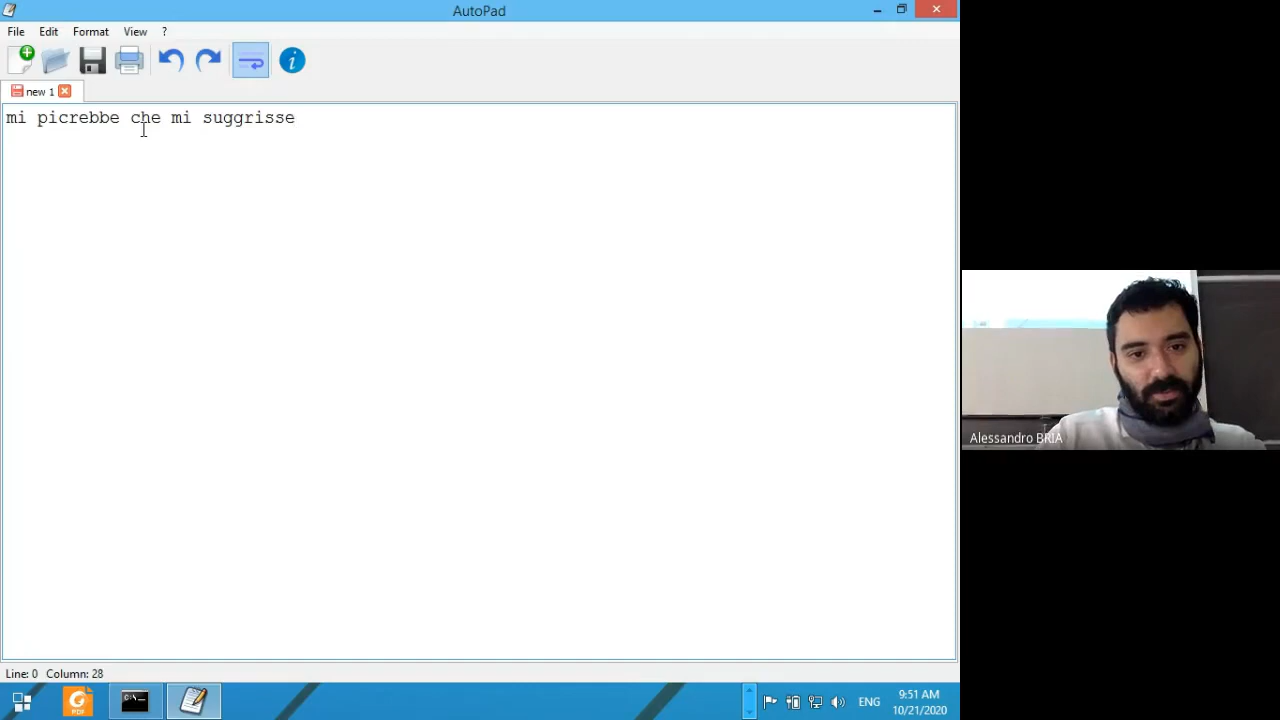 AutoPad
File Edit Format View ?
new 1
mi picrebbe che mi suggrisse
Alessandro BRIA
Line: 0 Column: 28
PDF
C:\
ENG
9:51 AM
10/21/2020